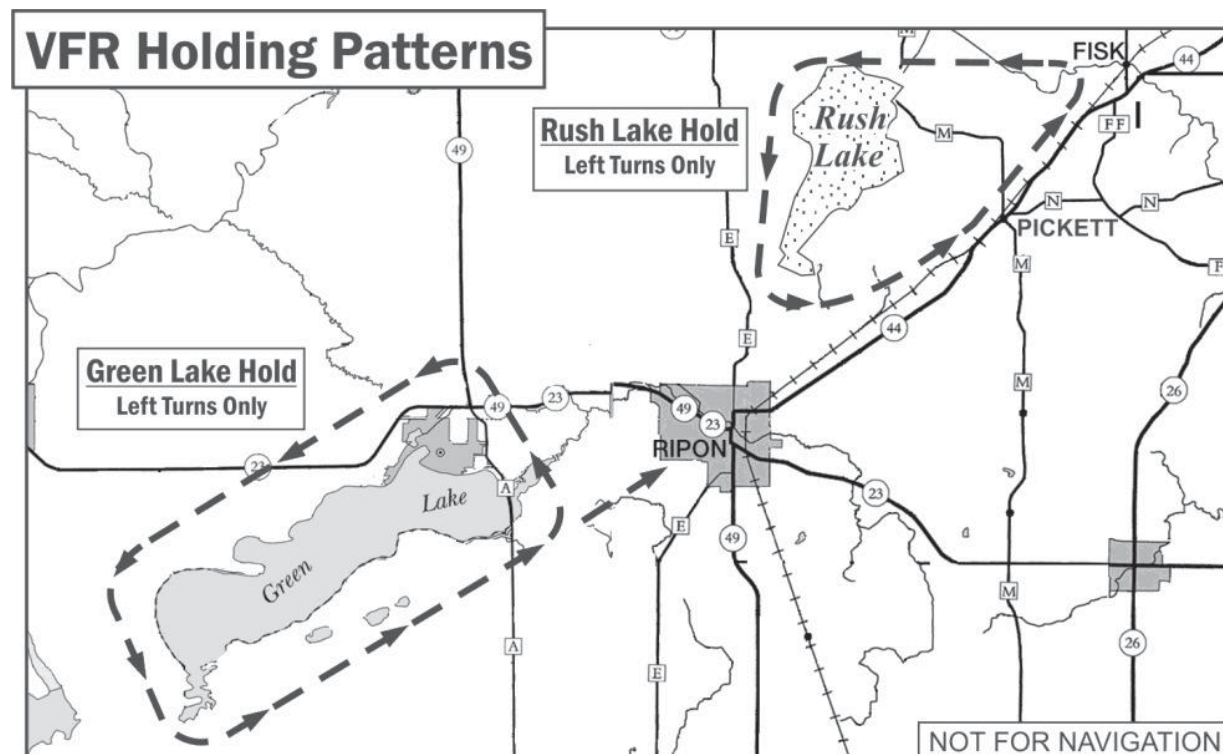 VFR Holding Patterns
M
FISK
44
Rush Lake Hold
Left Turns Only
Rush
Lake
FF
49
M
N
N
PICKETT
E
M
F
44
E
Green Lake Hold
Left Turns Only
M
26
23
49
49
23
RIPON
23
Lake
A
23
E
49
Green
M
A
E
26
NOT FOR NAVIGATION